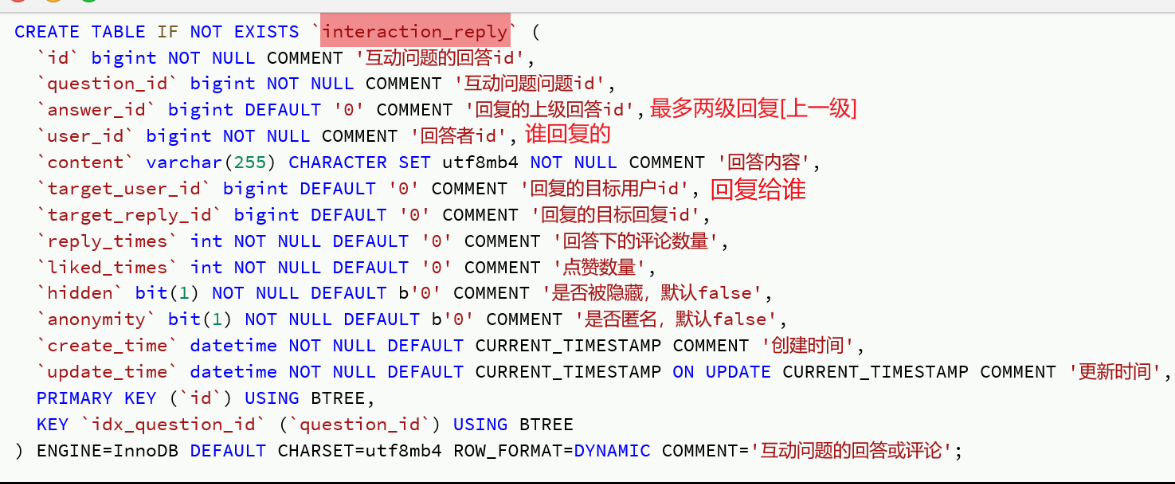 CREATE TABLE IF NOT EXISTS `interaction_reply` (
`id` bigint NOT NULL COMMENT '互动问题的回答id',
`question_id` bigint NOT NULL COMMENT '互动问题问题id',
`answer_id` bigint DEFAULT '0' COMMENT '回复的上级回答id', 最多两级回复[上一级]
`user_id` bigint NOT NULL COMMENT '回答者id', 谁回复的
`content` varchar(255) CHARACTER SET utf8mb4 NOT NULL COMMENT '回答内容',
`target_user_id` bigint DEFAULT '0' COMMENT '回复的目标用户id', 回复给谁
`target_reply_id` bigint DEFAULT '0' COMMENT '回复的目标回复id',
`reply_times` int NOT NULL DEFAULT '0' COMMENT '回答下的评论数量',
`liked_times` int NOT NULL DEFAULT '0' COMMENT '点赞数量',
`hidden` bit(1) NOT NULL DEFAULT b'0' COMMENT '是否被隐藏，默认false',
`anonymity` bit(1) NOT NULL DEFAULT b'0' COMMENT '是否匿名，默认false',
`create_time` datetime NOT NULL DEFAULT CURRENT_TIMESTAMP COMMENT '创建时间',
`update_time` datetime NOT NULL DEFAULT CURRENT_TIMESTAMP ON UPDATE CURRENT_TIMESTAMP COMMENT '更新时间',
PRIMARY KEY (`id`) USING BTREE,
KEY `idx_question_id` (`question_id`) USING BTREE
) ENGINE=InnoDB DEFAULT CHARSET=utf8mb4 ROW_FORMAT=DYNAMIC COMMENT='互动问题的回答或评论';